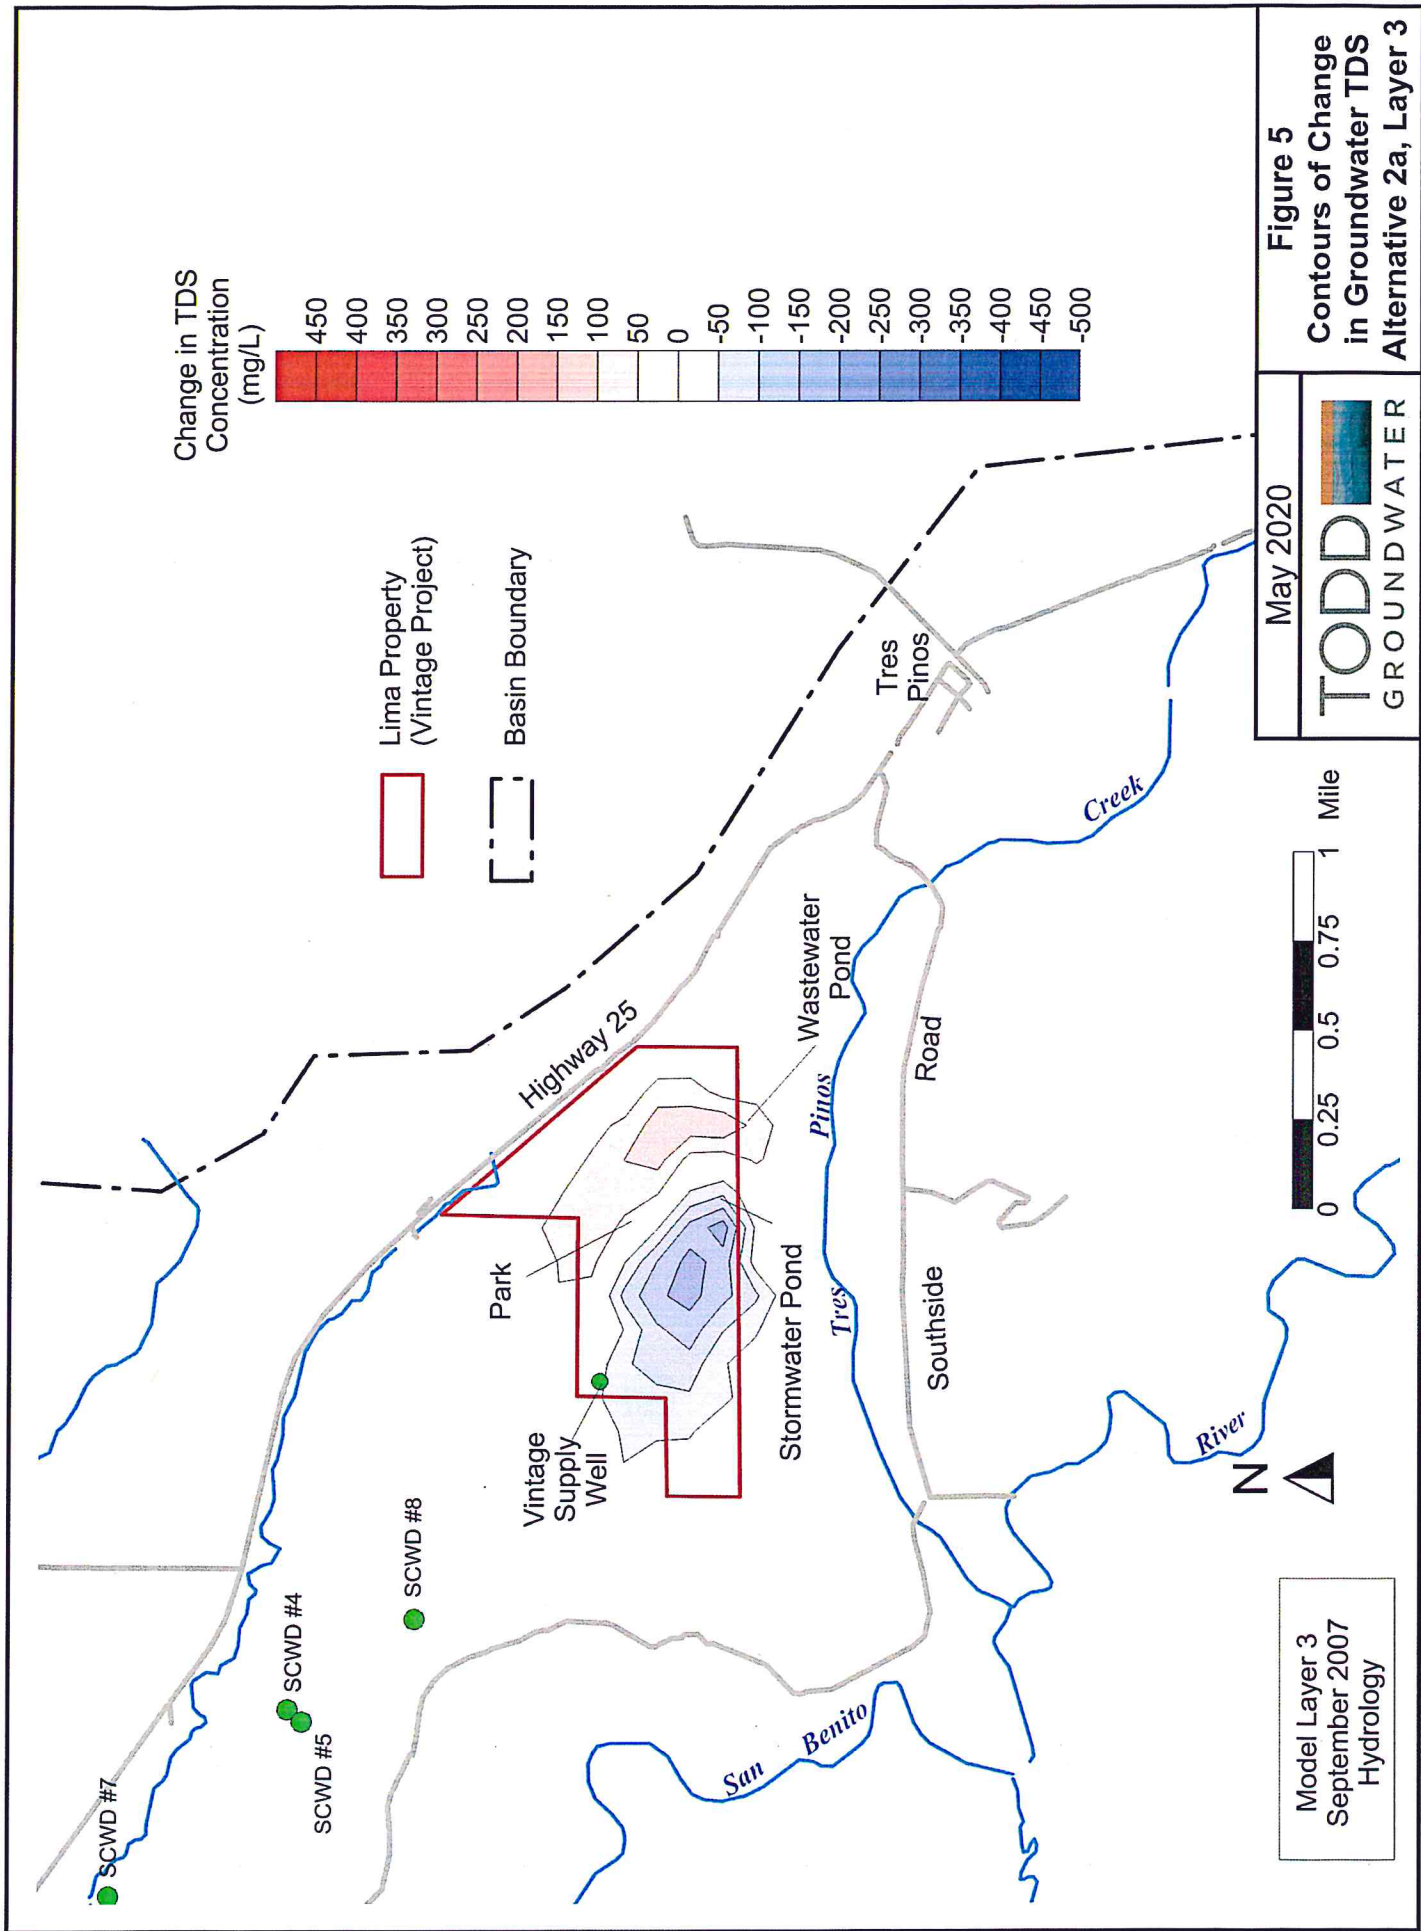 Change in TDS
Concentration
(mg/L)
450
400
350
300
250
200
150
100
50
0
-50
-100
-150
-200
-250
-300
-350
-400
-450
-500
Lima Property
(Vintage Project)
Basin Boundary
SCWD #7
SCWD #4
SCWD #5
SCWD #8
Highway 25
Park
Vintage
Supply
Well
Tres
Pinos
Wastewater
Pond
Stormwater Pond
Tres
Pinos
Creek
Southside
Road
San
Benito
River
N
0
0.25
0.5
0.75
1
Mile
Model Layer 3
September 2007
Hydrology
May 2020
TODD
GROUNDWATER
Figure 5
Contours of Change
in Groundwater TDS
Alternative 2a, Layer 3